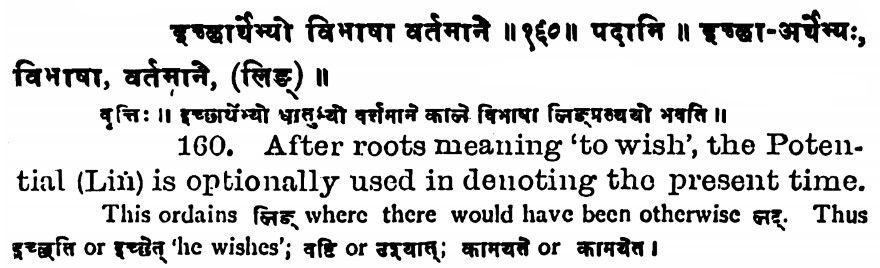 इच्छार्थेभ्यो विभाषा वर्तमाने ॥१६०॥ पदानि ॥ इच्छा-अर्थेभ्यः,
विभाषा, वर्तमाने, (लिङ्) ॥
वृत्तिः ॥ इच्छार्थेभ्यो धातुभ्यो वर्त्तमाने काले विभाषा लिङ्प्रत्ययो भवति ॥
160. After roots meaning ‘to wish’, the Poten-
tial (Liṅ) is optionally used in denoting the present time.
This ordains लिङ् where there would have been otherwise लट्. Thus
इच्छति or इच्छेत् ‘he wishes’; वष्टि or उश्यात्; कामयते or कामयेत ।